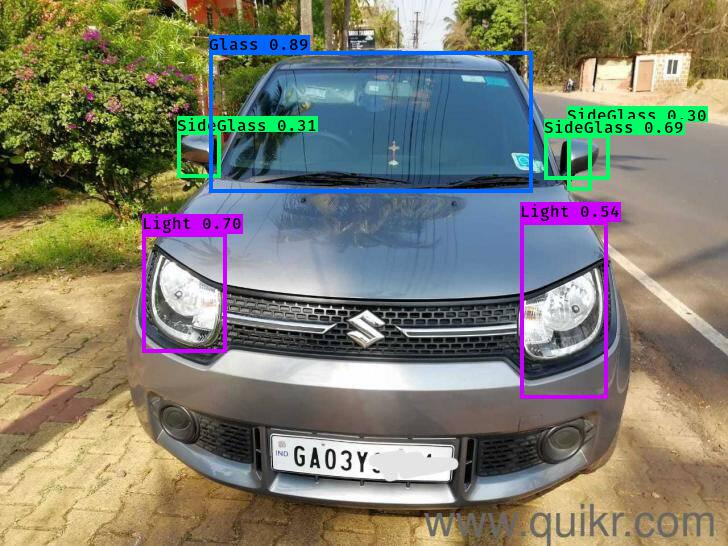 Glass 0.89
SideGlass 0.31
SideGlass 0.30
SideGlass 0.69
Light 0.70
Light 0.54
IND
GA03Y
www.quikr.com